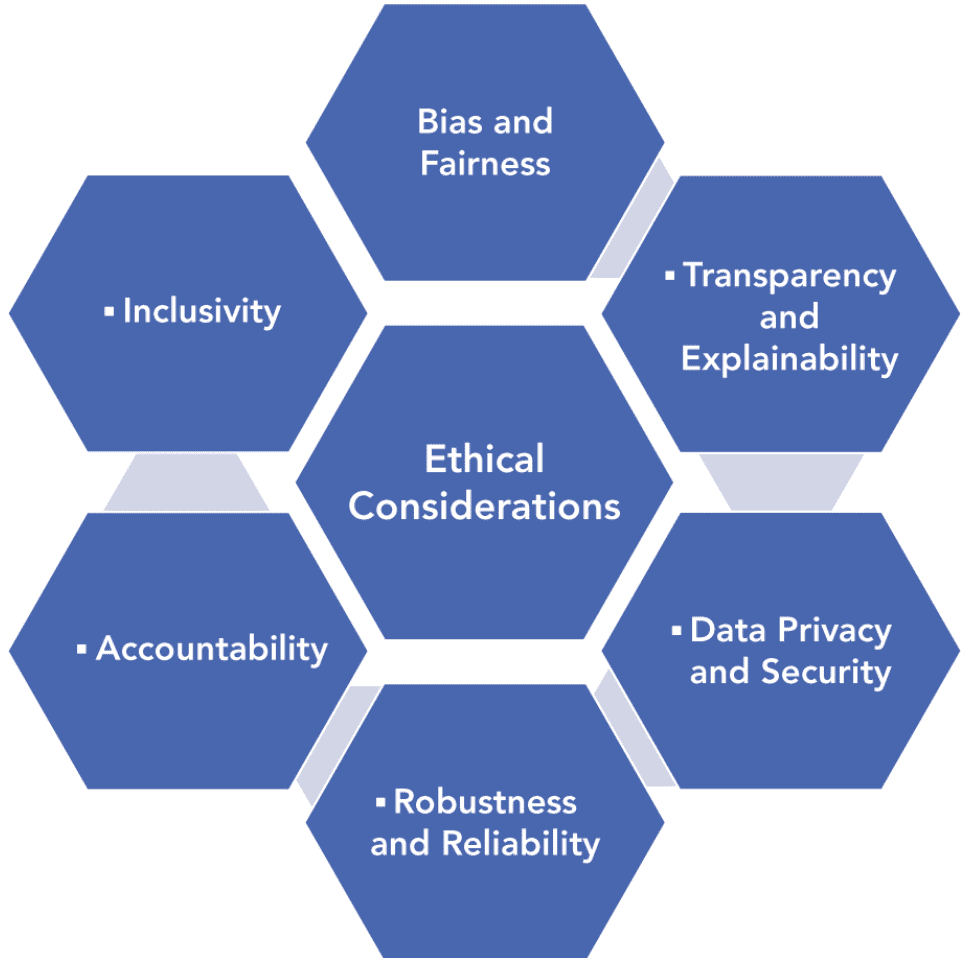 Bias and
Fairness
▪ Transparency
and
Explainability
▪ Inclusivity
Ethical
Considerations
▪ Data Privacy
and Security
▪ Accountability
▪ Robustness
and Reliability